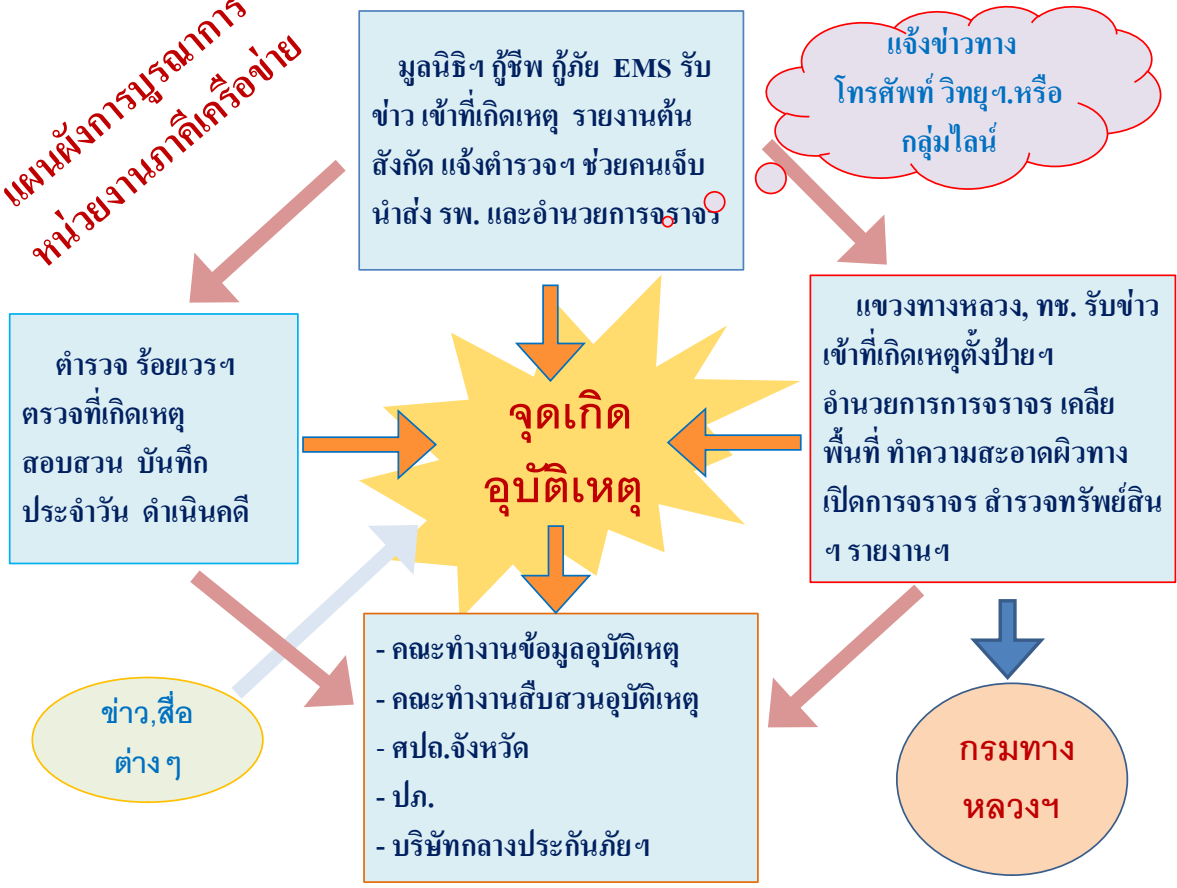 แผนผังการบูรณาการ
หน่วยงานภาคีเครือข่าย
มูลนิธิฯ กู้ชีพ กู้ภัย EMS รับ
ข่าว เข้าที่เกิดเหตุ รายงานต้น
สังกัด แจ้งตำรวจฯ ช่วยคนเจ็บ
นำส่ง รพ. และอำนวยการจราจร
แจ้งข่าวทาง
โทรศัพท์ วิทยุฯ.หรือ
กลุ่มไลน์
ตำรวจ ร้อยเวรฯ
ตรวจที่เกิดเหตุ
สอบสวน บันทึก
ประจำวัน ดำเนินคดี
จุดเกิด
อุบัติเหตุ
แขวงทางหลวง, ทช. รับข่าว
เข้าที่เกิดเหตุตั้งป้ายฯ
อำนวยการการจราจร เคลีย
พื้นที่ ทำความสะอาดผิวทาง
เปิดการจราจร สำรวจทรัพย์สิน
ฯ รายงานฯ
ข่าว,สื่อ
ต่างๆ
- คณะทำงานข้อมูลอุบัติเหตุ
- คณะทำงานสืบสวนอุบัติเหตุ
- ศปถ.จังหวัด
- ปภ.
- บริษัทกลางประกันภัยฯ
กรมทาง
หลวงฯ